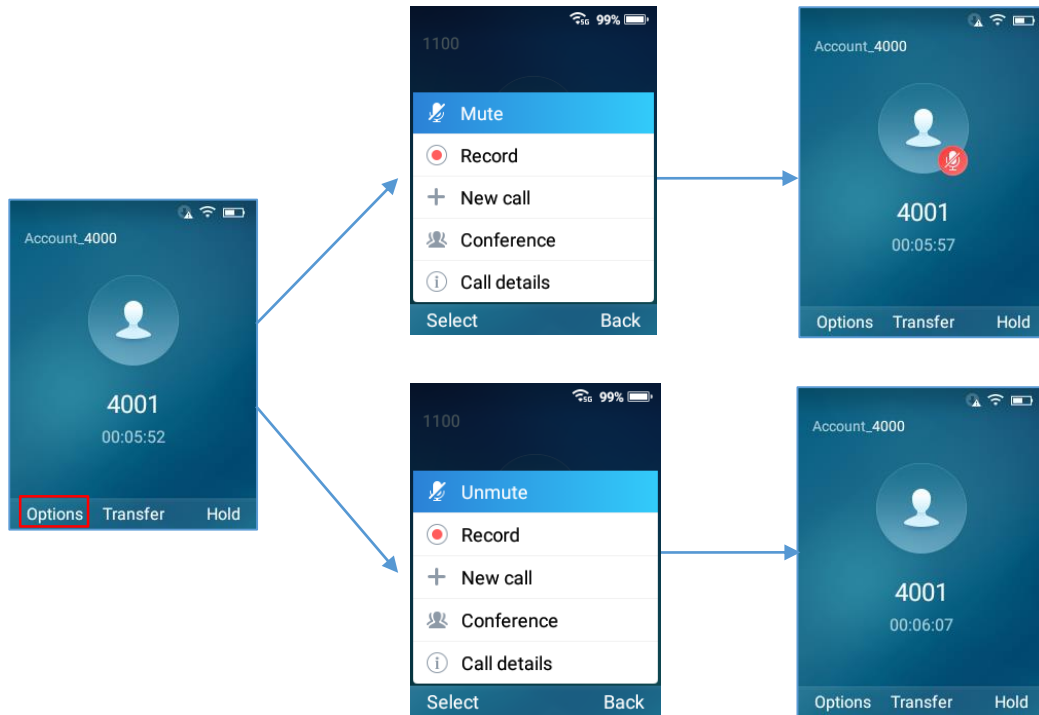 Account_4000
4001
00:05:52
Options Transfer Hold
5G 99%
1100
Mute
Record
New call
Conference
Call details
Select Back
Account_4000
4001
00:05:57
Options Transfer Hold
5G 99%
1100
Unmute
Record
New call
Conference
Call details
Select Back
Account_4000
4001
00:06:07
Options Transfer Hold